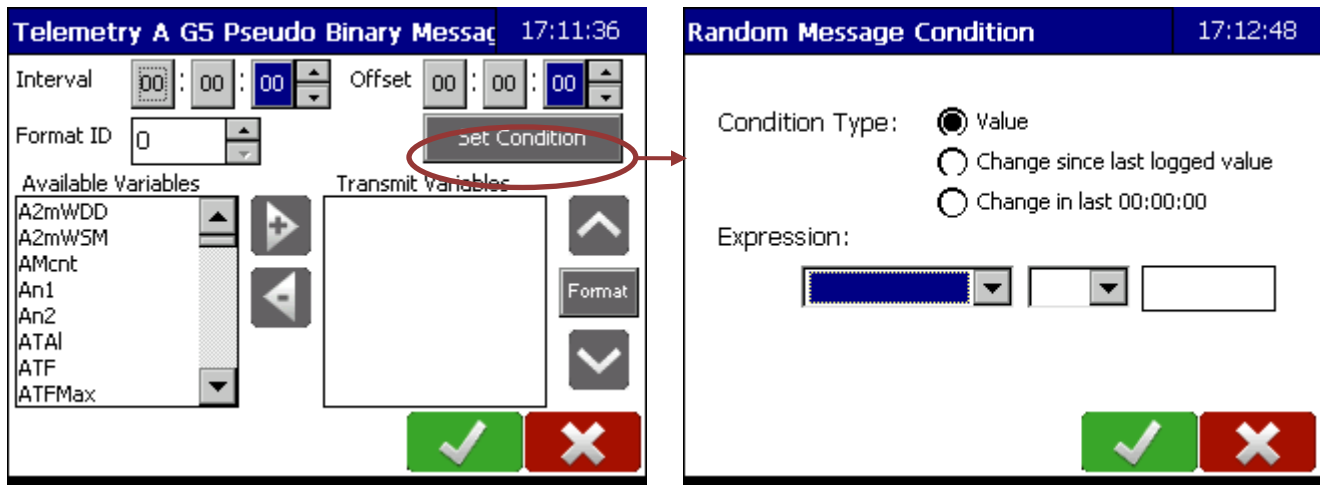 Telemetry A G5 Pseudo Binary Messag 17:11:36
Interval 00 : 00 : 00 Offset 00 : 00 : 00
Format ID 0 Set Condition
Available Variables Transmit Variables
A2mWDD
A2mWSM
AMcnt
An1
An2
ATAl
ATF
ATFMax
+
-
Format
Random Message Condition 17:12:48
Condition Type: Value
Change since last logged value
Change in last 00:00:00
Expression: